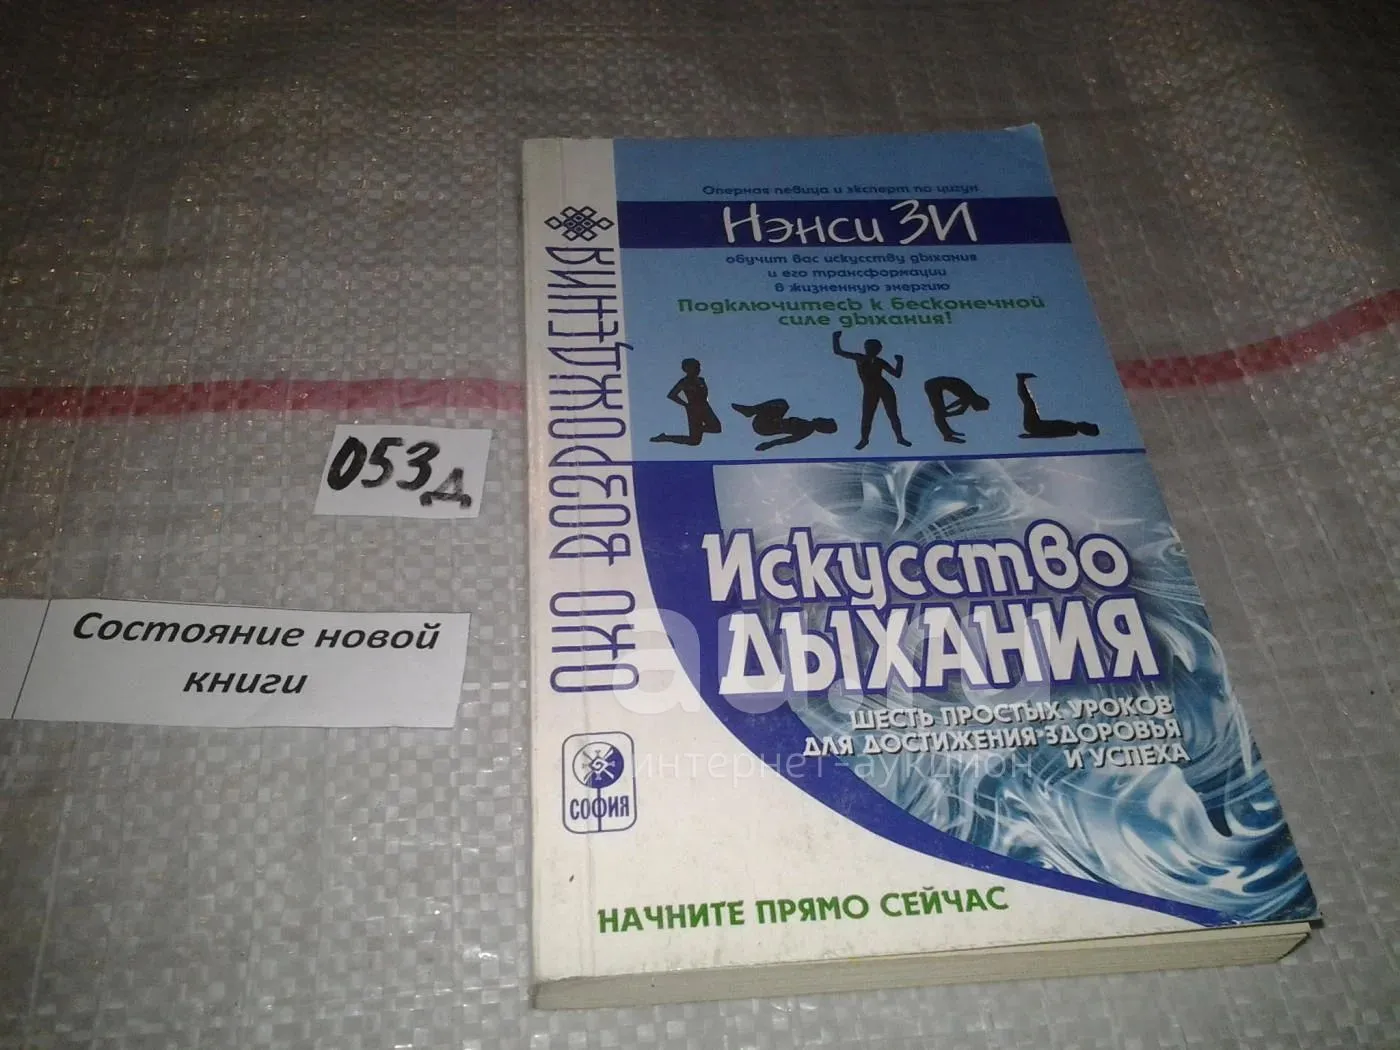 Оперная певица и эксперт по цигун
Нэнси ЗИ
обучит вас искусству дыхания
и его трансформации
в жизненную энергию
Подключитесь к бесконечной
силе дыхания!
ОКО ВОЗРОЖДЕНИЯ
053д
Искусство
ДЫХАНИЯ
ШЕСТЬ ПРОСТЫХ УРОКОВ
ДЛЯ ДОСТИЖЕНИЯ ЗДОРОВЬЯ
И УСПЕХА
Состояние новой
книги
СОФИЯ
НАЧНИТЕ ПРЯМО СЕЙЧАС
au.ru
интернет-аукцион